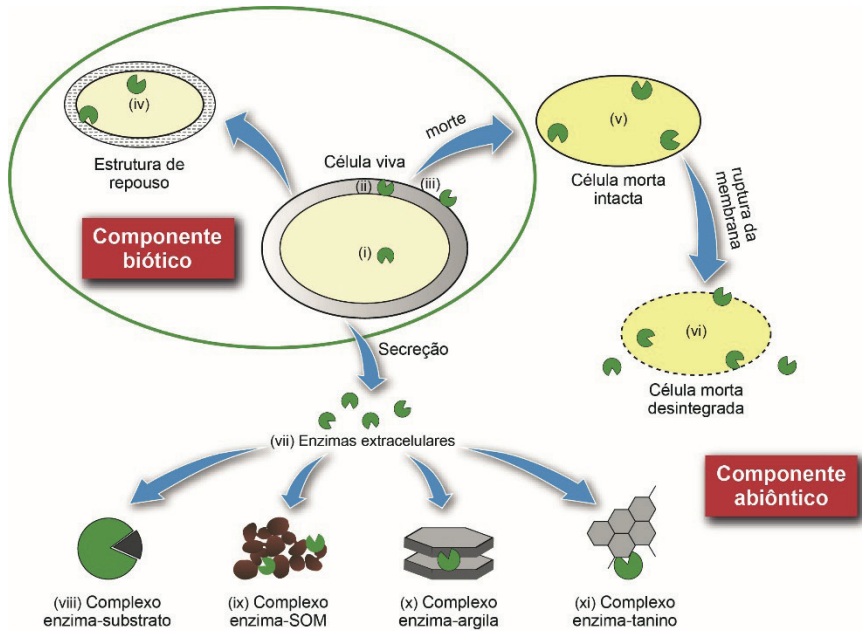 (iv)
Estrutura de
repouso
Célula viva
(ii)
(iii)
(i)
Componente
biótico
morte
(v)
Célula morta
intacta
ruptura da
membrana
(vi)
Célula morta
desintegrada
Secreção
(vii) Enzimas extracelulares
Componente
abiôntico
(viii) Complexo
enzima-substrato
(ix) Complexo
enzima-SOM
(x) Complexo
enzima-argila
(xi) Complexo
enzima-tanino